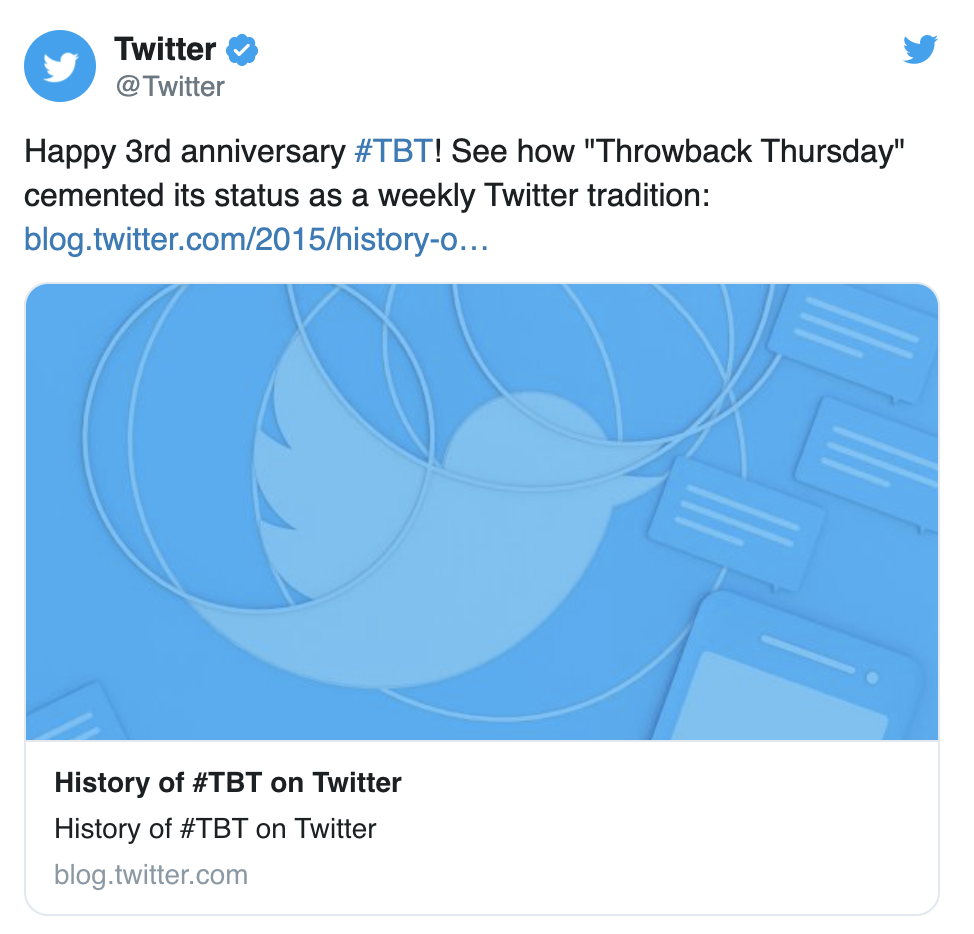 Twitter
@Twitter
Happy 3rd anniversary #TBT! See how "Throwback Thursday"
cemented its status as a weekly Twitter tradition:
blog.twitter.com/2015/history-o…
History of #TBT on Twitter
History of #TBT on Twitter
blog.twitter.com